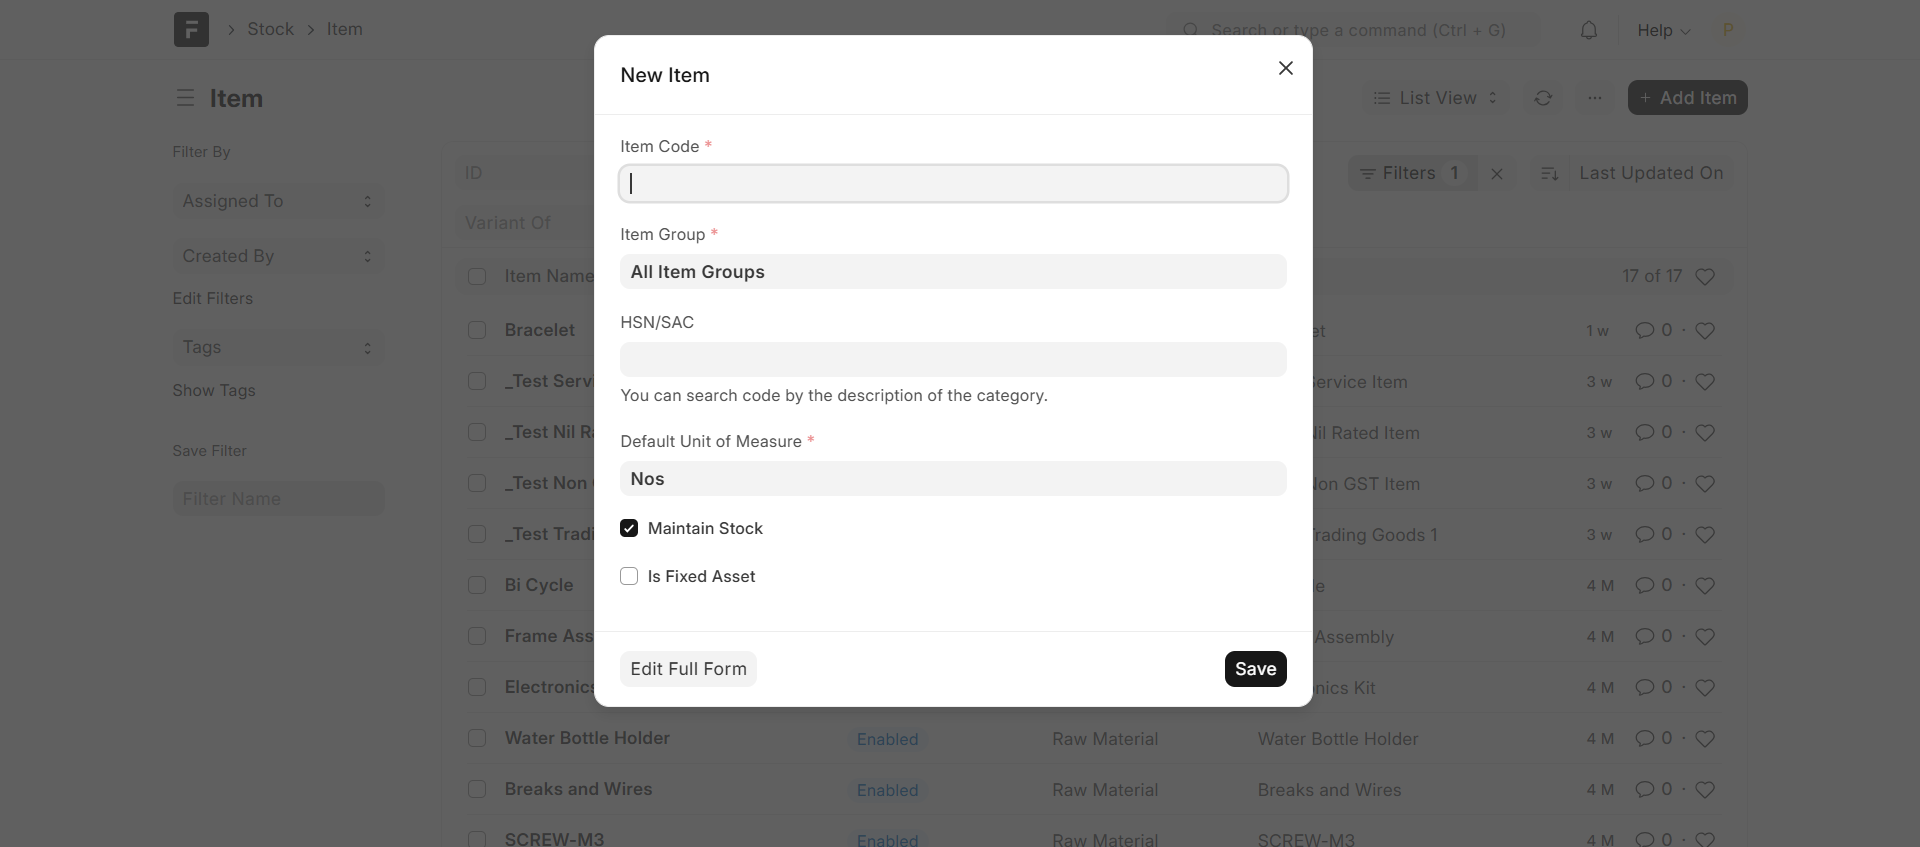 Stock
Item
Search or type a command (Ctrl + G)
Help
P
Item
List View
Add Item
Filter By
Assigned To
Created By
Edit Filters
Tags
Show Tags
Save Filter
Filter Name
ID
Variant Of
Filters 1
Last Updated On
Item Name
17 of 17
Bracelet
et
1 w
0
_Test Serv
Service Item
3 w
0
_Test Nil Ra
Nil Rated Item
3 w
0
_Test Non
Non GST Item
3 w
0
_Test Tradi
Trading Goods 1
3 w
0
Bi Cycle
le
4 M
0
Frame Ass
Assembly
4 M
0
Electronics
nics Kit
4 M
0
Water Bottle Holder
Enabled
Raw Material
Water Bottle Holder
4 M
0
Breaks and Wires
Enabled
Raw Material
Breaks and Wires
4 M
0
SCREW-M3
Enabled
Raw Material
SCREW-M3
4 M
0
New Item
Item Code *
Item Group *
All Item Groups
HSN/SAC
You can search code by the description of the category.
Default Unit of Measure *
Nos
Maintain Stock
Is Fixed Asset
Edit Full Form
Save